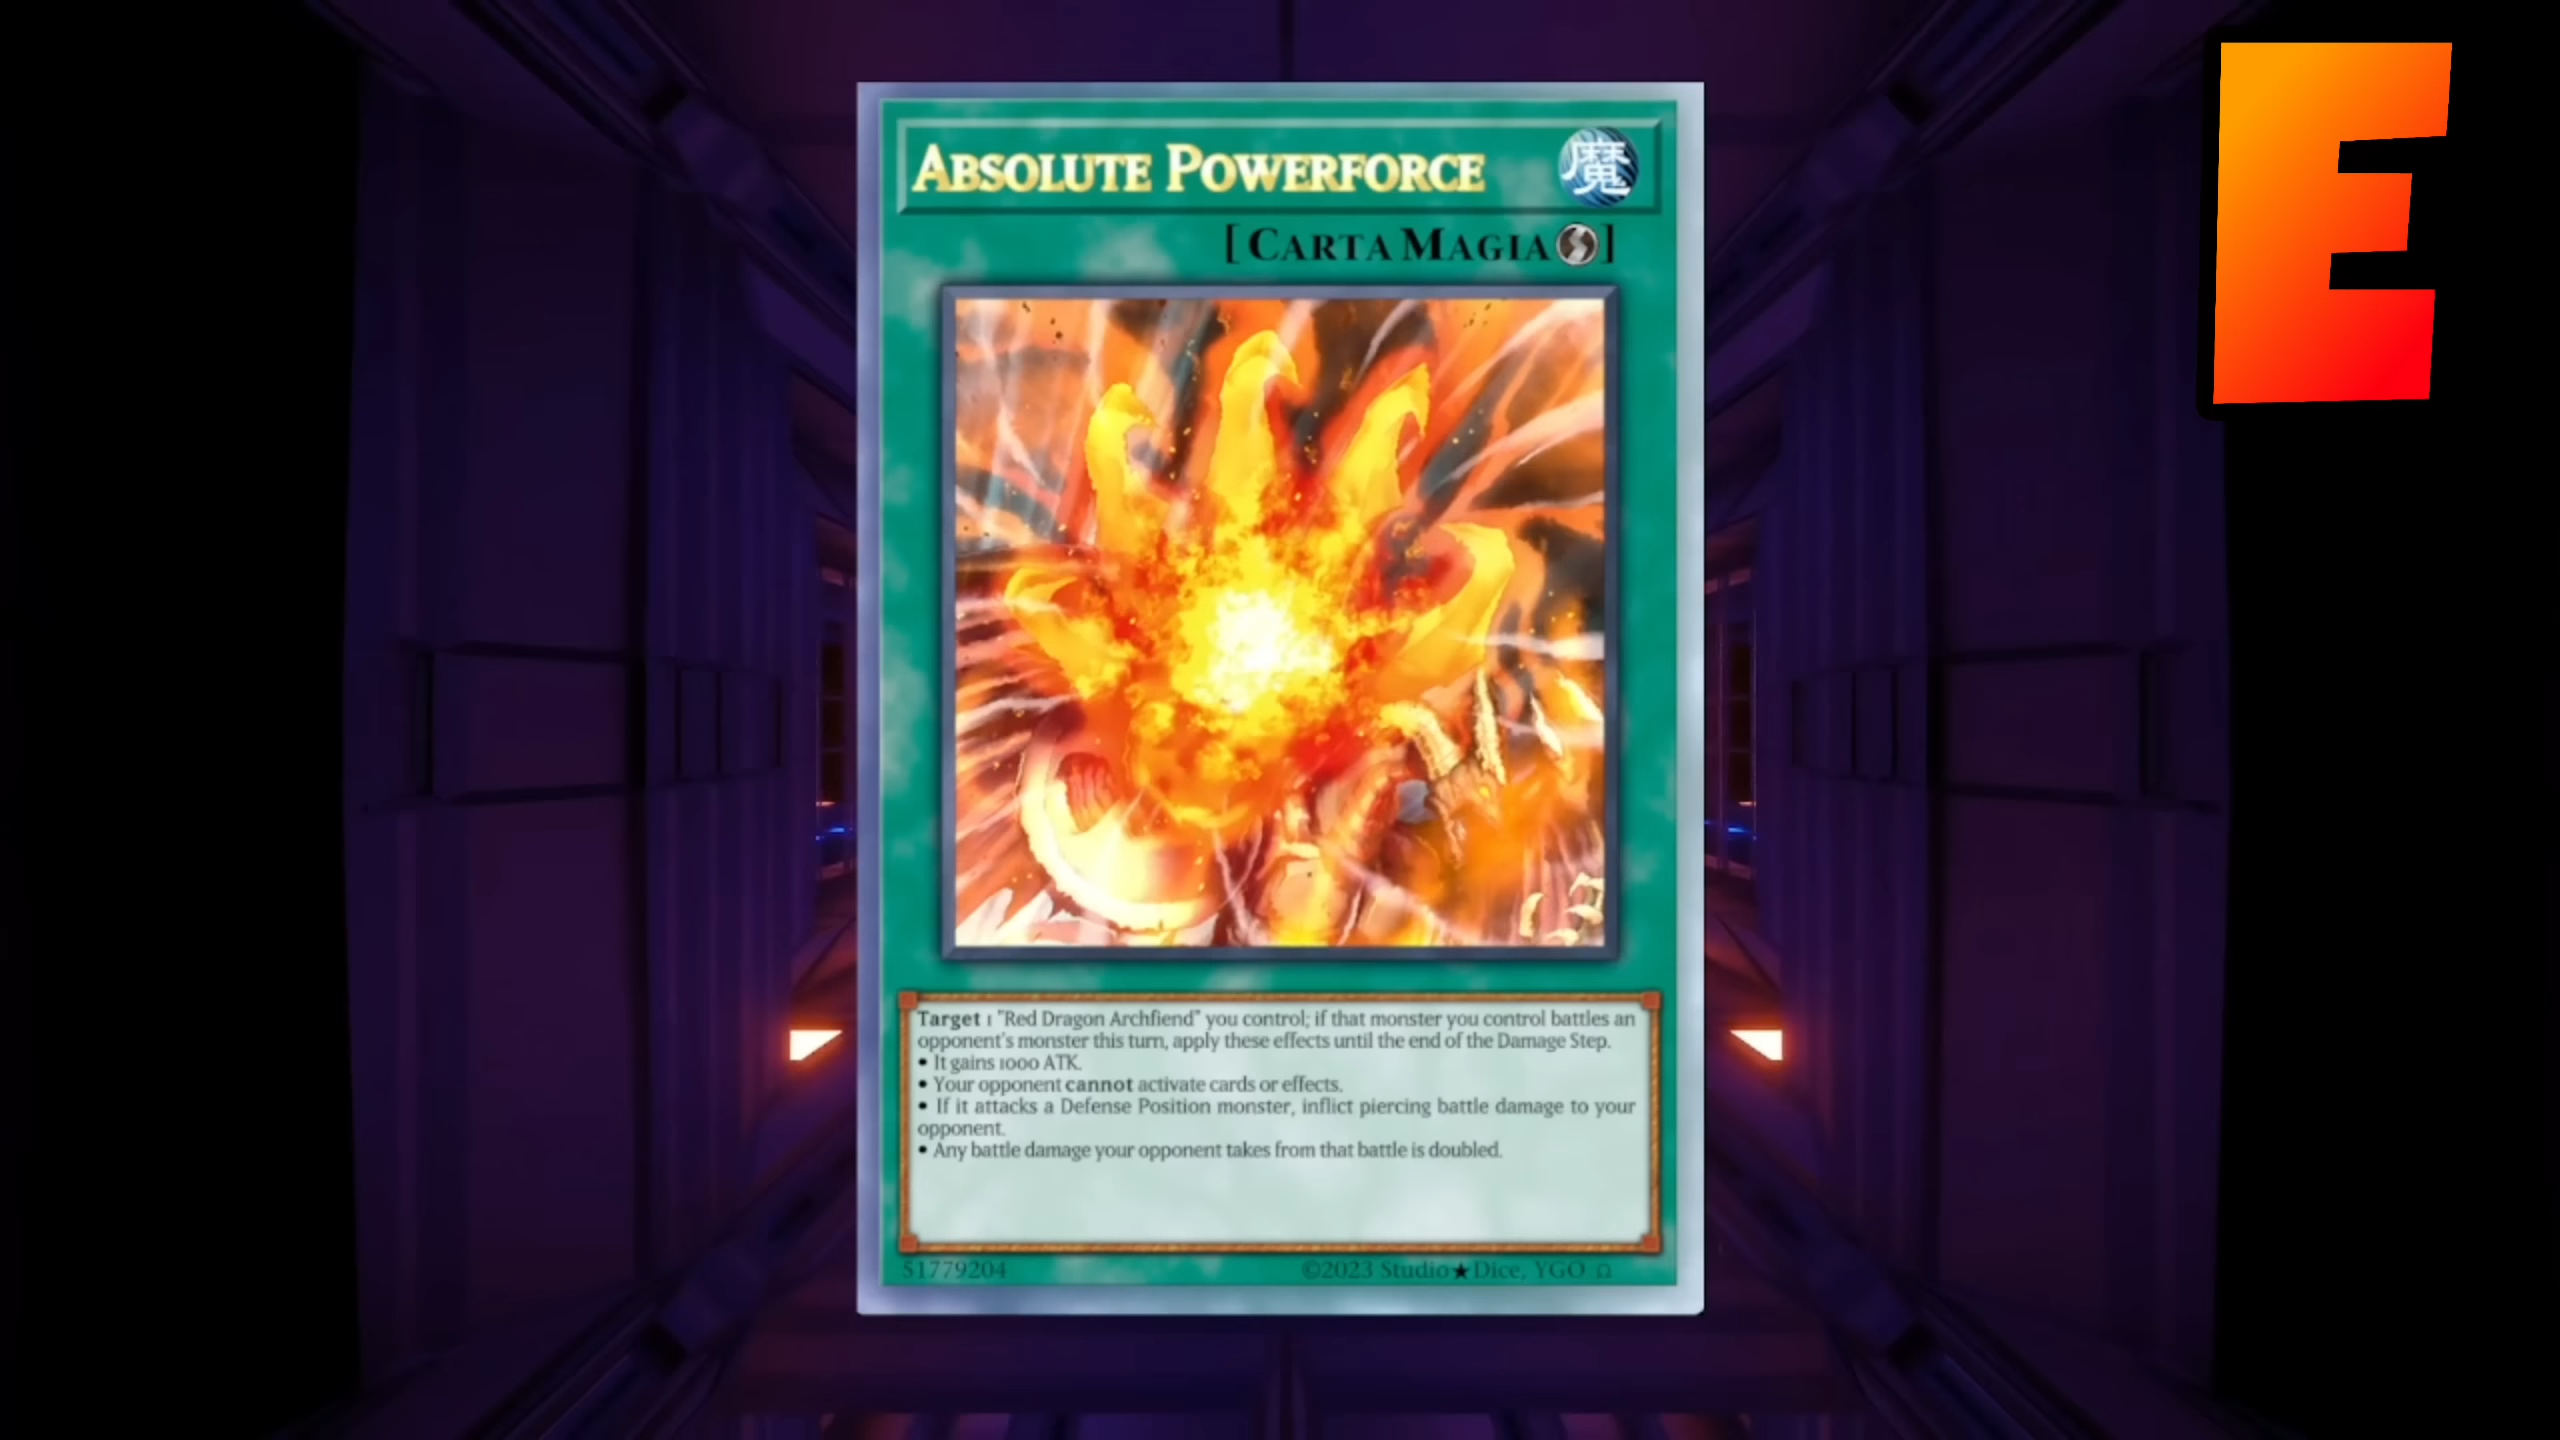 E
ABSOLUTE POWERFORCE
魔
[CARTA MAGIA]
Target 1 "Red Dragon Archfiend" you control; if that monster you control battles an
opponent's monster this turn, apply these effects until the end of the Damage Step.
• It gains 1000 ATK.
• Your opponent cannot activate cards or effects.
• If it attacks a Defense Position monster, inflict piercing battle damage to your
opponent.
• Any battle damage your opponent takes from that battle is doubled.
51779204
©2023 Studio★Dice, YGO Ω